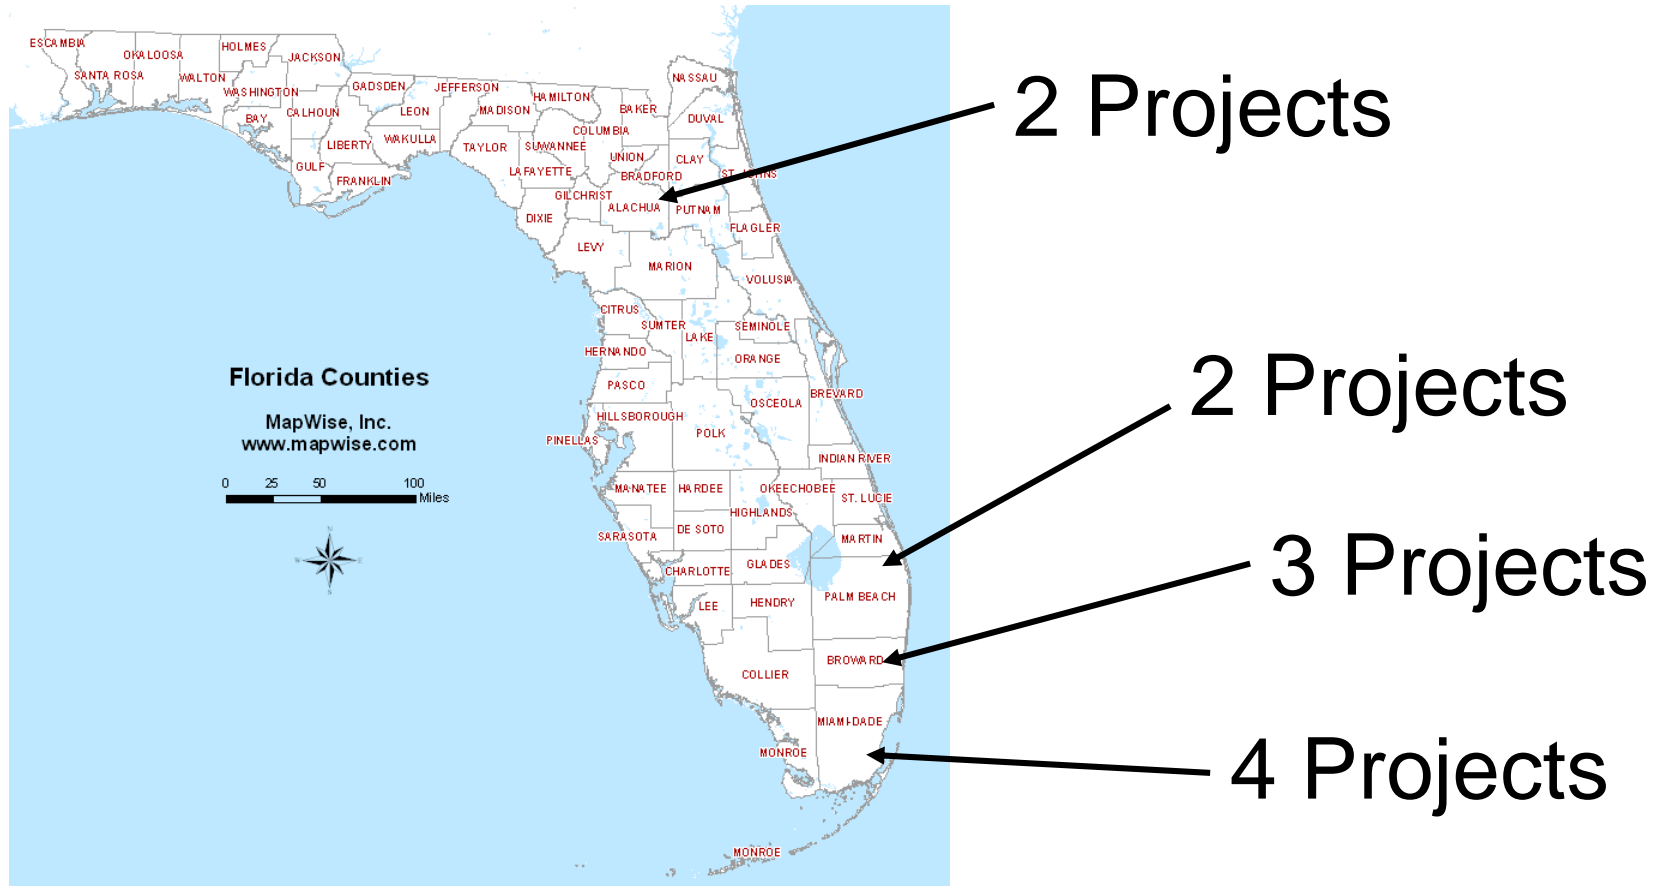 ESCAMBIA
SANTA ROSA
OKALOOSA
WALTON
HOLMES
WASHINGTON
JACKSON
BAY
CALHOUN
GULF
LIBERTY
FRANKLIN
GADSDEN
LEON
WAKULLA
JEFFERSON
MADISON
TAYLOR
HAMILTON
SUWANNEE
LAFAYETTE
DIXIE
COLUMBIA
BAKER
UNION
BRADFORD
GILCHRIST
ALACHUA
NASSAU
DUVAL
CLAY
ST. JOHNS
PUTNAM
FLAGLER
LEVY
MARION
VOLUSIA
CITRUS
SUMTER
LAKE
SEMINOLE
HERNANDO
ORANGE
PASCO
OSCEOLA
BREVARD
HILLSBOROUGH
PINELLAS
POLK
INDIAN RIVER
MANATEE
HARDEE
OKEECHOBEE
ST. LUCIE
HIGHLANDS
SARASOTA
DE SOTO
MARTIN
CHARLOTTE
GLADES
LEE
HENDRY
PALM BEACH
BROWARD
COLLIER
MIAMI-DADE
MONROE
MONROE
Florida Counties
MapWise, Inc.
www.mapwise.com
0 25 50 100
Miles
2 Projects
2 Projects
3 Projects
4 Projects